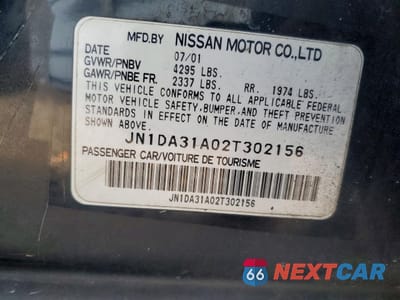 MFD.BY NISSAN MOTOR CO.,LTD
DATE 07/01
GVWR/PNBV 4295 LBS.
GAWR/PNBE FR. 2337 LBS. RR. 1974 LBS.
THIS VEHICLE CONFORMS TO ALL APPLICABLE FEDERAL
MOTOR VEHICLE SAFETY,BUMPER,AND THEFT PREVENTION
STANDARDS IN EFFECT ON THE DATE OF MANUFACTURE
SHOWN ABOVE.
JN1DA31A02T302156
PASSENGER CAR/VOITURE DE TOURISME
JN1DA31A02T302156
66 NEXTCAR